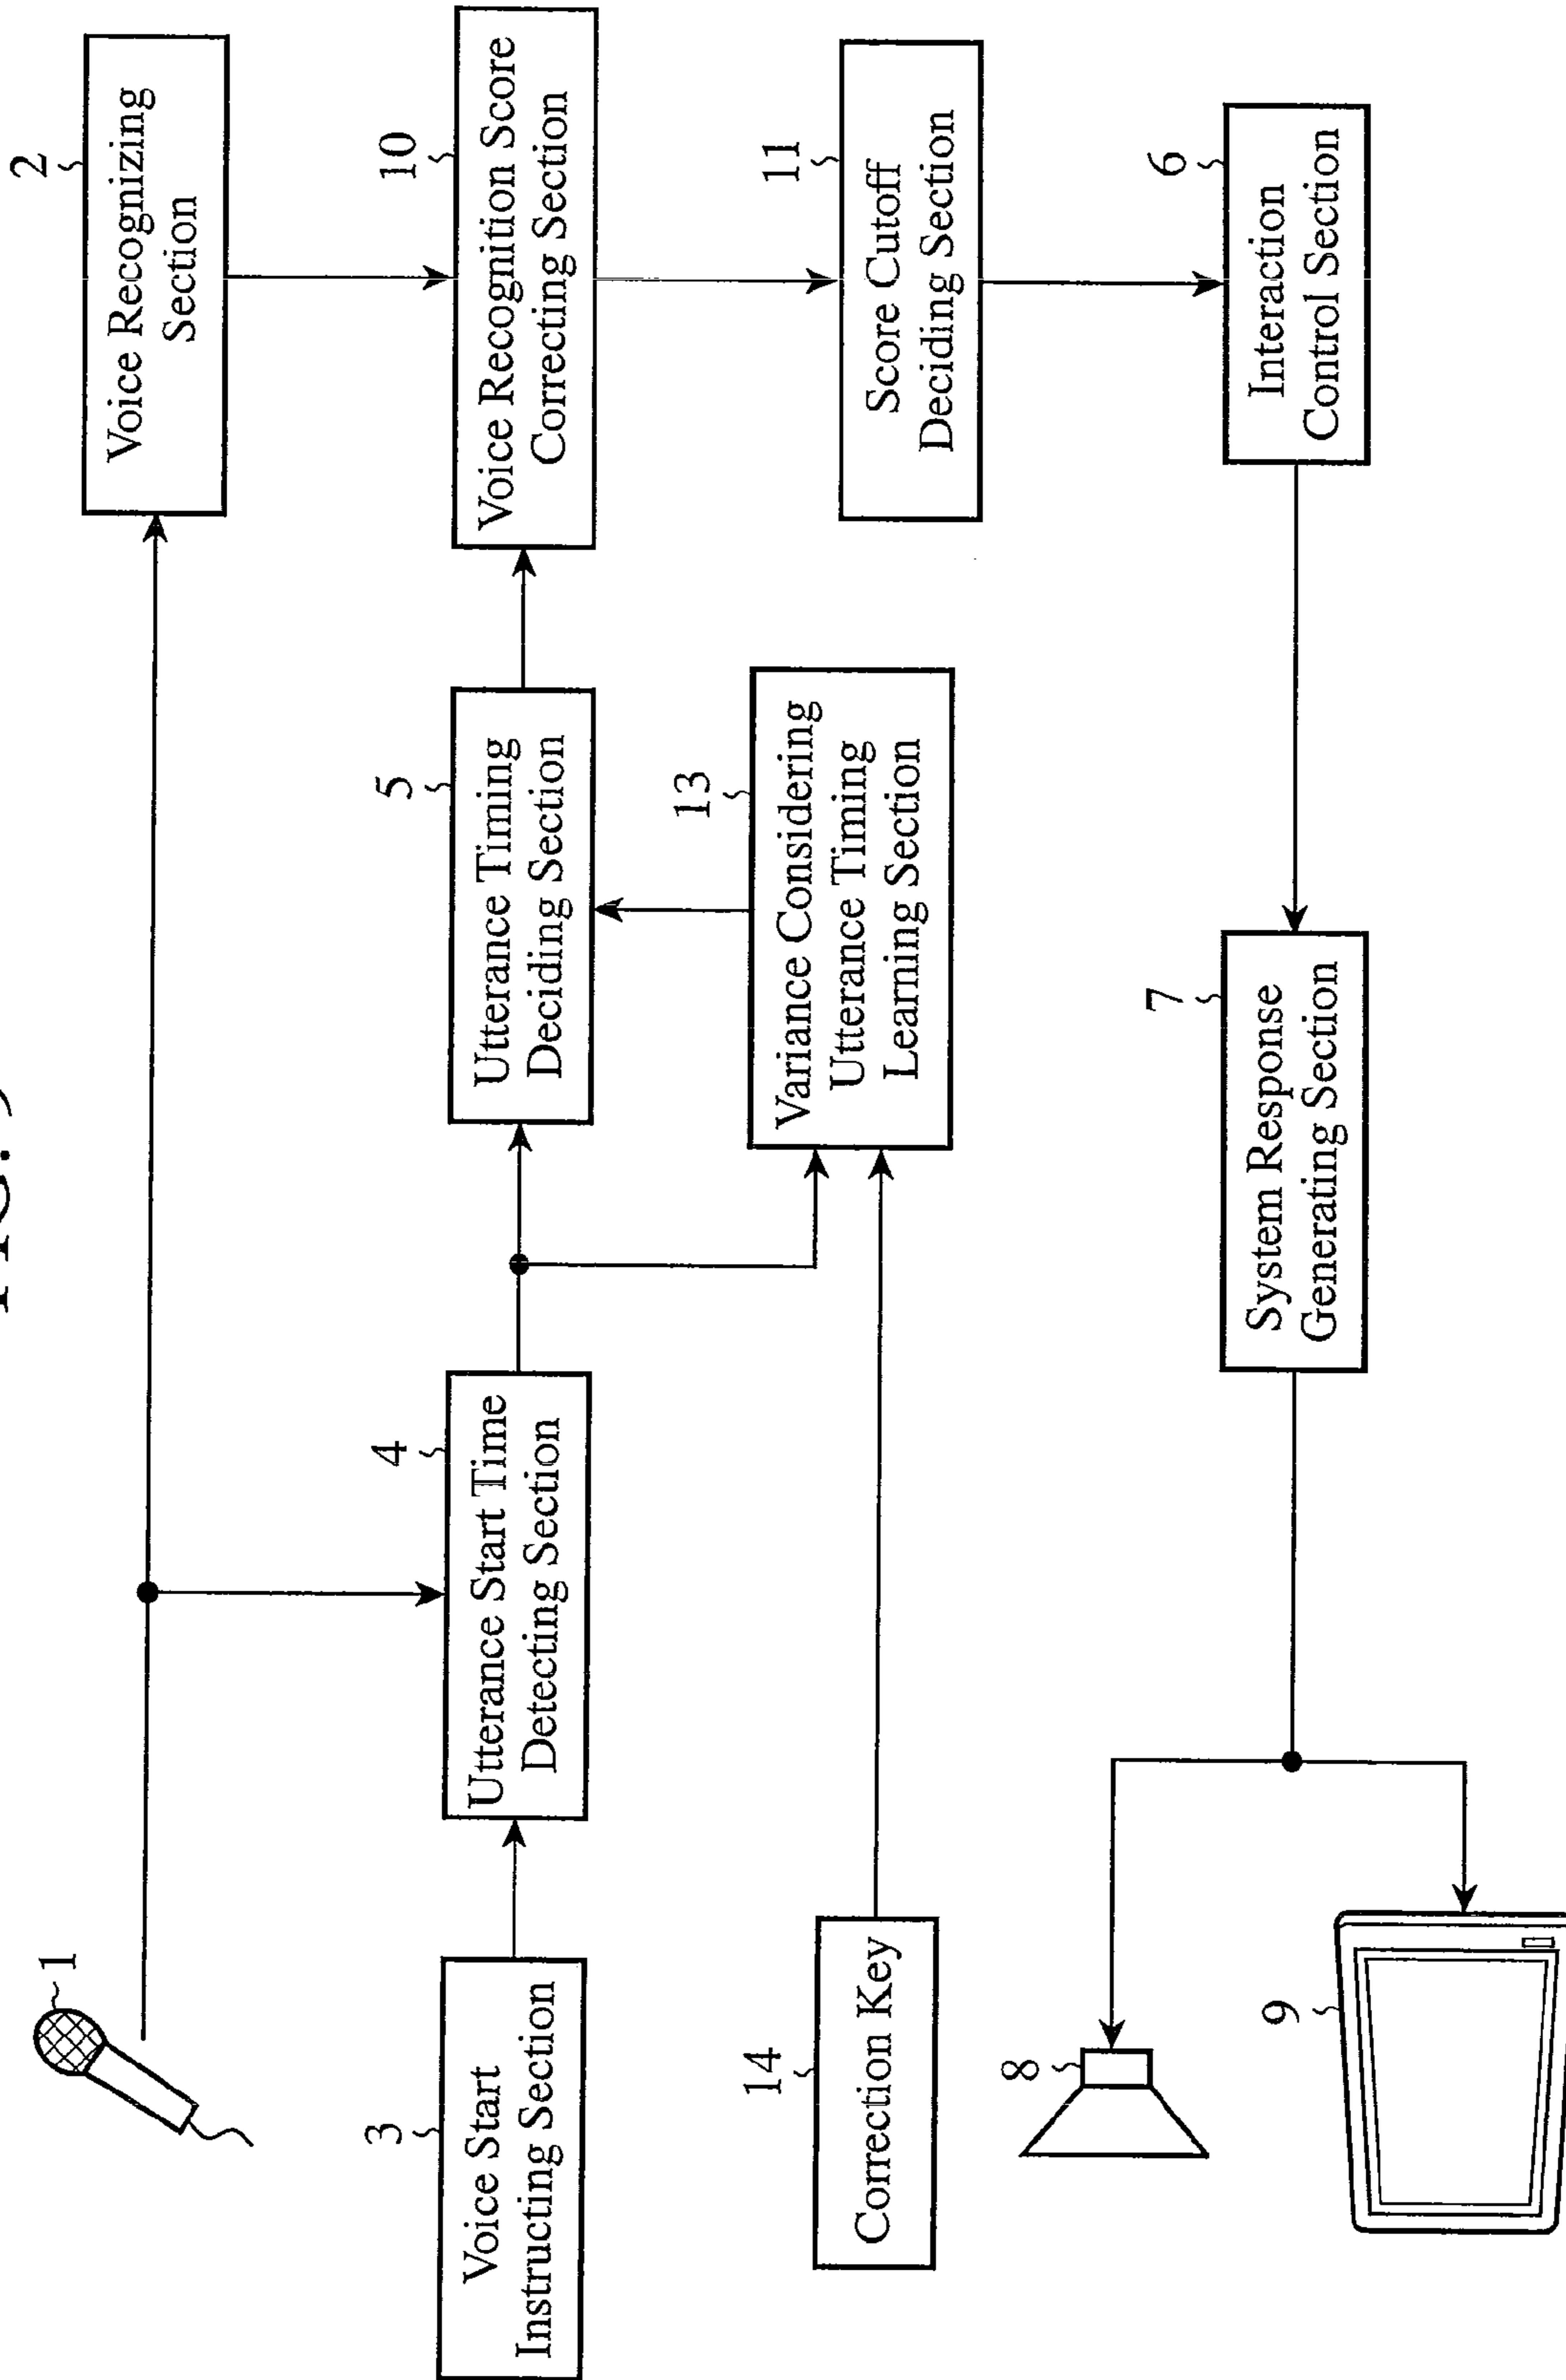 1
2
Voice Recognizing
Section
3
Voice Start
Instructing Section
4
Utterance Start Time
Detecting Section
5
Utterance Timing
Deciding Section
10
Voice Recognition Score
Correcting Section
14
Correction Key
13
Variance Considering
Utterance Timing
Learning Section
11
Score Cutoff
Deciding Section
8
9
7
System Response
Generating Section
6
Interaction
Control Section